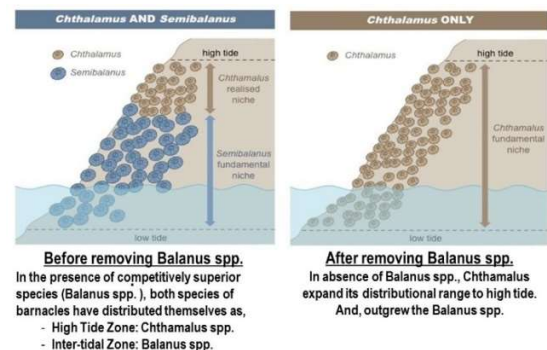 Chthalamus AND Semibalanus
Chthalamus
Semibalanus
high tide
Chthamalus
realised
niche
Semibalanus
fundamental
niche
low tide
Before removing Balanus spp.
In the presence of competitively superior
species (Balanus spp. ), both species of
barnacles have distributed themselves as,
- High Tide Zone: Chthamalus spp.
- Inter-tidal Zone: Balanus spp.
Chthalamus ONLY
Chthalamus
high tide
Chthamalus
fundamental
niche
low tide
After removing Balanus spp.
In absence of Balanus spp., Chthalamus
expand its distributional range to high tide.
And, outgrew the Balanus spp.